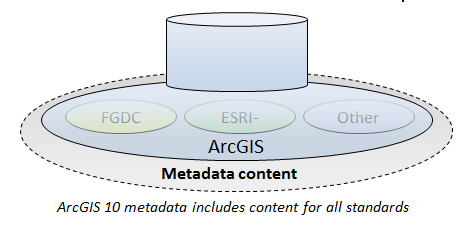 FGDC
ESRI-
Other
ArcGIS
Metadata content
ArcGIS 10 metadata includes content for all standards